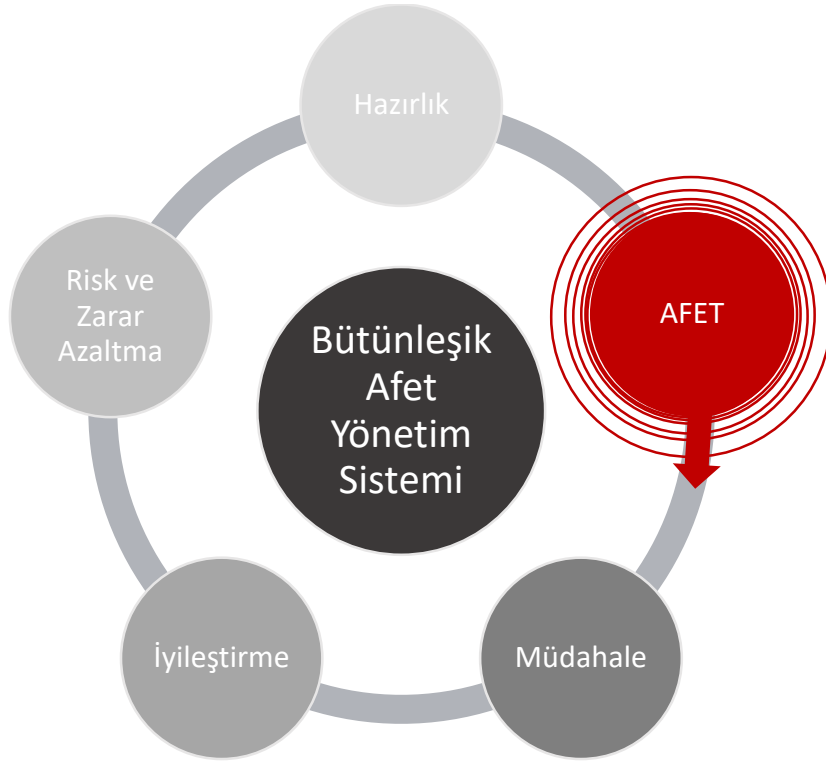 Hazırlık
AFET
Risk ve
Zarar
Azaltma
Bütünleşik
Afet
Yönetim
Sistemi
İyileştirme
Müdahale